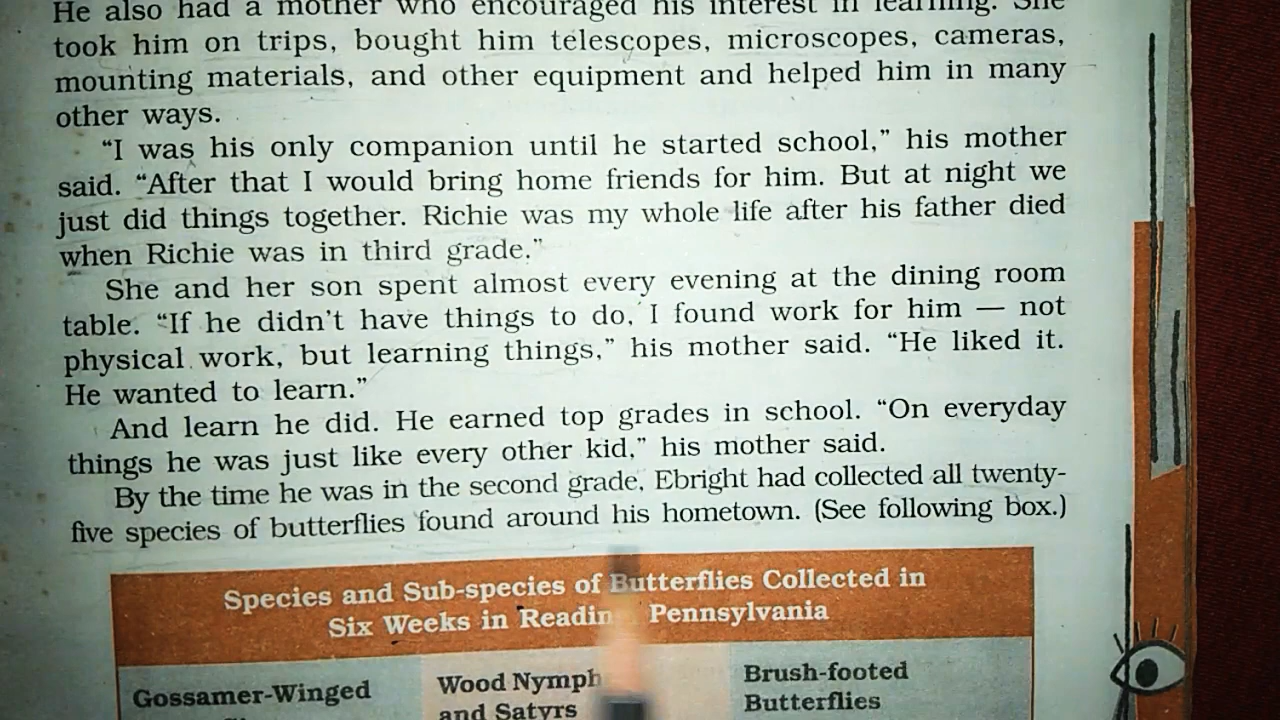 He also had a mother who encouraged his interest in learning. She
took him on trips, bought him telescopes, microscopes, cameras,
mounting materials, and other equipment and helped him in many
other ways.
“I was his only companion until he started school,” his mother
said. “After that I would bring home friends for him. But at night we
just did things together. Richie was my whole life after his father died
when Richie was in third grade.”
She and her son spent almost every evening at the dining room
table. “If he didn't have things to do, I found work for him — not
physical work, but learning things,” his mother said. “He liked it.
He wanted to learn.”
And learn he did. He earned top grades in school. “On everyday
things he was just like every other kid,” his mother said.
By the time he was in the second grade, Ebright had collected all twenty-
five species of butterflies found around his hometown. (See following box.)
Species and Sub-species of Butterflies Collected in
Six Weeks in Readin Pennsylvania
Gossamer-Winged
Wood Nymph
and Satyrs
Brush-footed
Butterflies